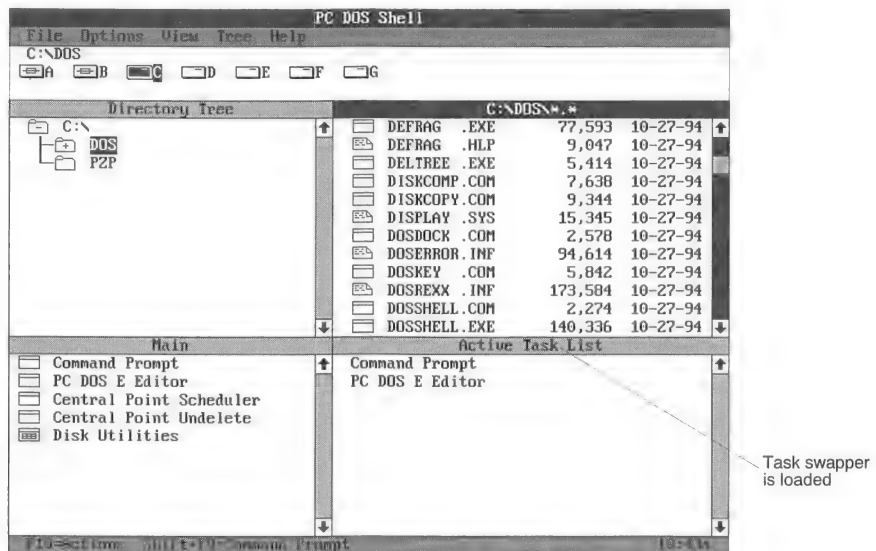 PC DOS Shell
File Options View Tree Help
C:\DOS
A B C D E F G
Directory Tree
C:\DOS\*.*
C:\
DOS
PZP
DEFRAG .EXE 77,593 10-27-94
DEFRAG .HLP 9,047 10-27-94
DELTREE .EXE 5,414 10-27-94
DISKCOMP.COM 7,638 10-27-94
DISKCOPY.COM 9,344 10-27-94
DISPLAY .SYS 15,345 10-27-94
DOSDOCK .COM 2,578 10-27-94
DOSERROR.INF 94,614 10-27-94
DOSKEY .COM 5,842 10-27-94
DOSREXX .INF 173,584 10-27-94
DOSSHELL.COM 2,274 10-27-94
DOSSHELL.EXE 140,336 10-27-94
Main
Command Prompt
PC DOS E Editor
Central Point Scheduler
Central Point Undelete
Disk Utilities
Active Task List
Command Prompt
PC DOS E Editor
Task swapper
is loaded
F10=Actions Shift+F9=Command Prompt